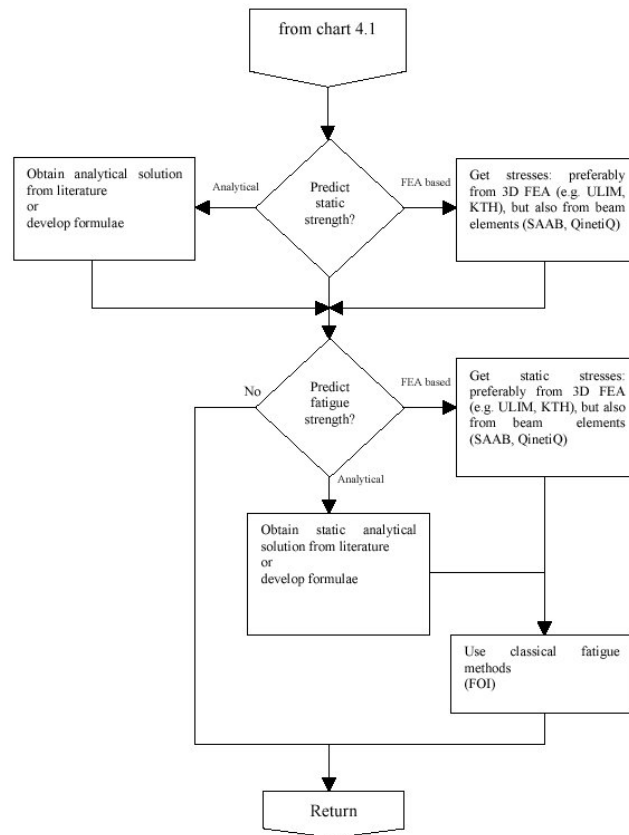 from chart 4.1
Obtain analytical solution
from literature
or
develop formulae
Analytical
Predict
static
strength?
FEA based
Get stresses: preferably
from 3D FEA (e.g. ULIM,
KTH), but also from beam
elements (SAAB, QinetiQ)
No
Predict
fatigue
strength?
FEA based
Get static stresses:
preferably from 3D FEA
(e.g. ULIM, KTH), but also
from beam elements
(SAAB, QinetiQ)
Analytical
Obtain static analytical
solution from literature
or
develop formulae
Use classical fatigue
methods
(FOI)
Return